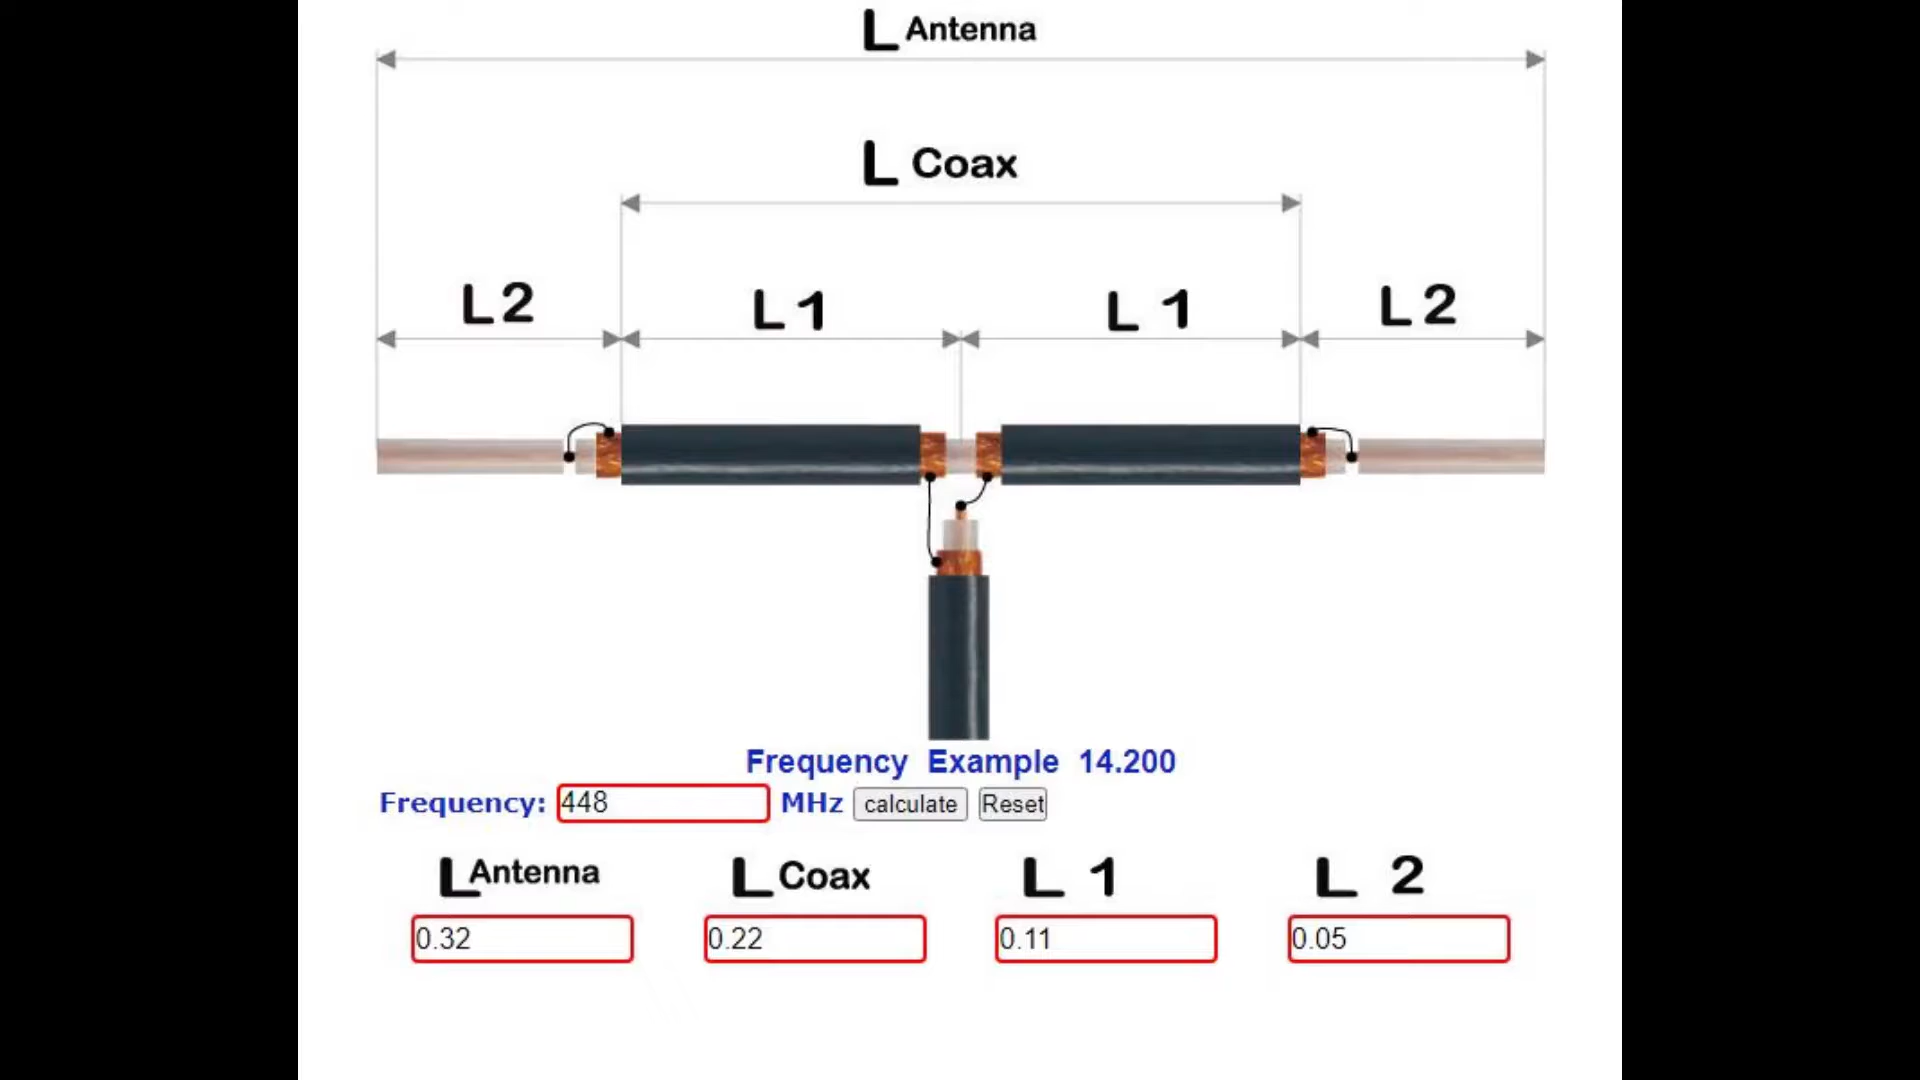 L Antenna
L Coax
L2 L1 L 1 L2
Frequency Example 14.200
Frequency: 448 MHz calculate Reset
L Antenna L Coax L 1 L 2
0.32 0.22 0.11 0.05